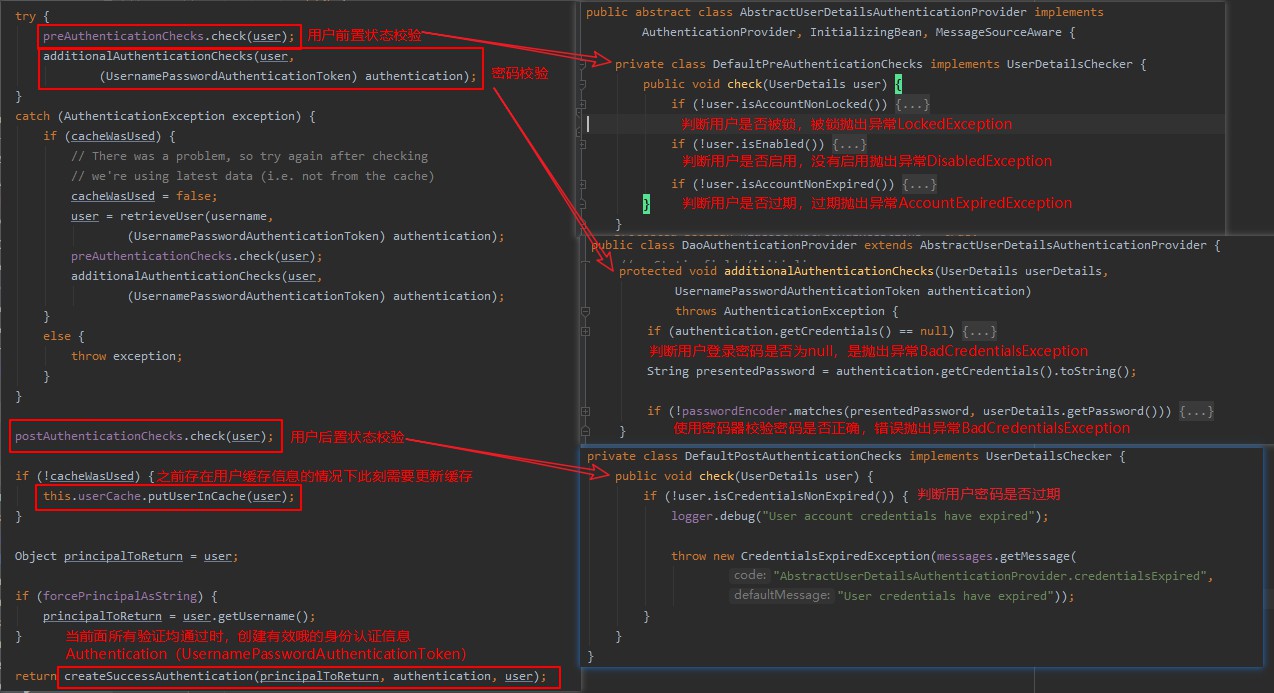 try {
preAuthenticationChecks.check(user); 用户前置状态校验
additionalAuthenticationChecks(user,
(UsernamePasswordAuthenticationToken) authentication); 密码校验
}
catch (AuthenticationException exception) {
if (cacheWasUsed) {
// There was a problem, so try again after checking
// we're using latest data (i.e. not from the cache)
cacheWasUsed = false;
user = retrieveUser(username,
(UsernamePasswordAuthenticationToken) authentication);
preAuthenticationChecks.check(user);
additionalAuthenticationChecks(user,
(UsernamePasswordAuthenticationToken) authentication);
}
else {
throw exception;
}
}
postAuthenticationChecks.check(user); 用户后置状态校验
if (!cacheWasUsed) { 之前存在用户缓存信息的情况下此刻需要更新缓存
this.userCache.putUserInCache(user);
}
Object principalToReturn = user;
if (forcePrincipalAsString) {
principalToReturn = user.getUsername();
} 当前面所有验证均通过时，创建有效哦的身份认证信息
Authentication（UsernamePasswordAuthenticationToken）
return createSuccessAuthentication(principalToReturn, authentication, user);
public abstract class AbstractUserDetailsAuthenticationProvider implements
AuthenticationProvider, InitializingBean, MessageSourceAware {
private class DefaultPreAuthenticationChecks implements UserDetailsChecker {
public void check(UserDetails user) {
if (!user.isAccountNonLocked()) {...}
判断用户是否被锁，被锁抛出异常LockedException
if (!user.isEnabled()) {...}
判断用户是否启用，没有启用抛出异常DisabledException
if (!user.isAccountNonExpired()) {...}
} 判断用户是否过期，过期抛出异常AccountExpiredException
}
public class DaoAuthenticationProvider extends AbstractUserDetailsAuthenticationProvider {
protected void additionalAuthenticationChecks(UserDetails userDetails,
UsernamePasswordAuthenticationToken authentication)
throws AuthenticationException {
if (authentication.getCredentials() == null) {...}
判断用户登录密码是否为null，是抛出异常BadCredentialsException
String presentedPassword = authentication.getCredentials().toString();
if (!passwordEncoder.matches(presentedPassword, userDetails.getPassword())) {...}
} 使用密码器校验密码是否正确，错误抛出异常BadCredentialsException
private class DefaultPostAuthenticationChecks implements UserDetailsChecker {
public void check(UserDetails user) {
if (!user.isCredentialsNonExpired()) { 判断用户密码是否过期
logger.debug("User account credentials have expired");
throw new CredentialsExpiredException(messages.getMessage(
code: "AbstractUserDetailsAuthenticationProvider.credentialsExpired",
defaultMessage: "User credentials have expired"));
}
}
}